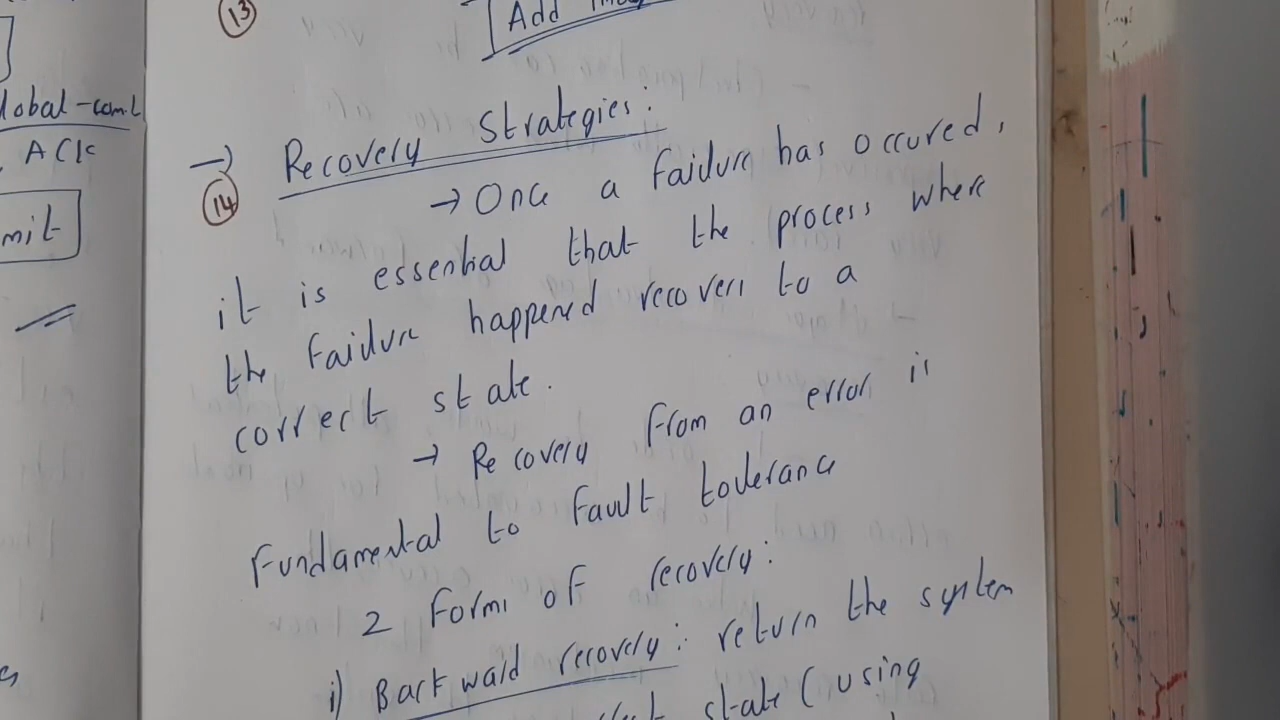 13
Add
lobal-comt
ACK
mit
→ Recovery Strategies:
14
→ Once a failure has occured,
it is essential that the process where
the failure happened recovers to a
correct state.
→ Recovery from an error is
fundamental to fault tolerance
2 forms of recovery:
i) Backward recovery: return the system
state (using